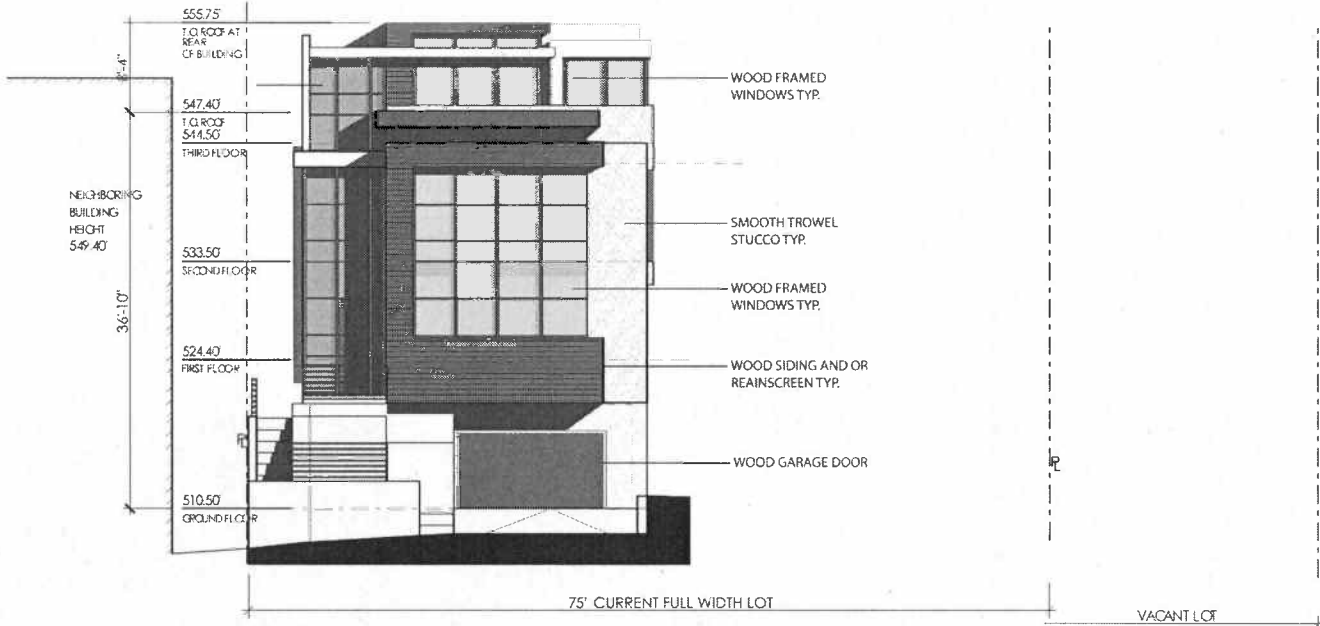 555.75'
T.O. ROOF AT
REAR
OF BUILDING
547.40'
T.O. ROOF
544.50'
THIRD FLOOR
NEIGHBORING
BUILDING
HEIGHT
549.40'
533.50'
SECOND FLOOR
36'-10"
524.40'
FIRST FLOOR
510.50'
GROUND FLOOR
WOOD FRAMED
WINDOWS TYP.
SMOOTH TROWEL
STUCCO TYP.
WOOD FRAMED
WINDOWS TYP.
WOOD SIDING AND OR
REAINSCREEN TYP.
WOOD GARAGE DOOR
PL
PL
75' CURRENT FULL WIDTH LOT
VACANT LOT